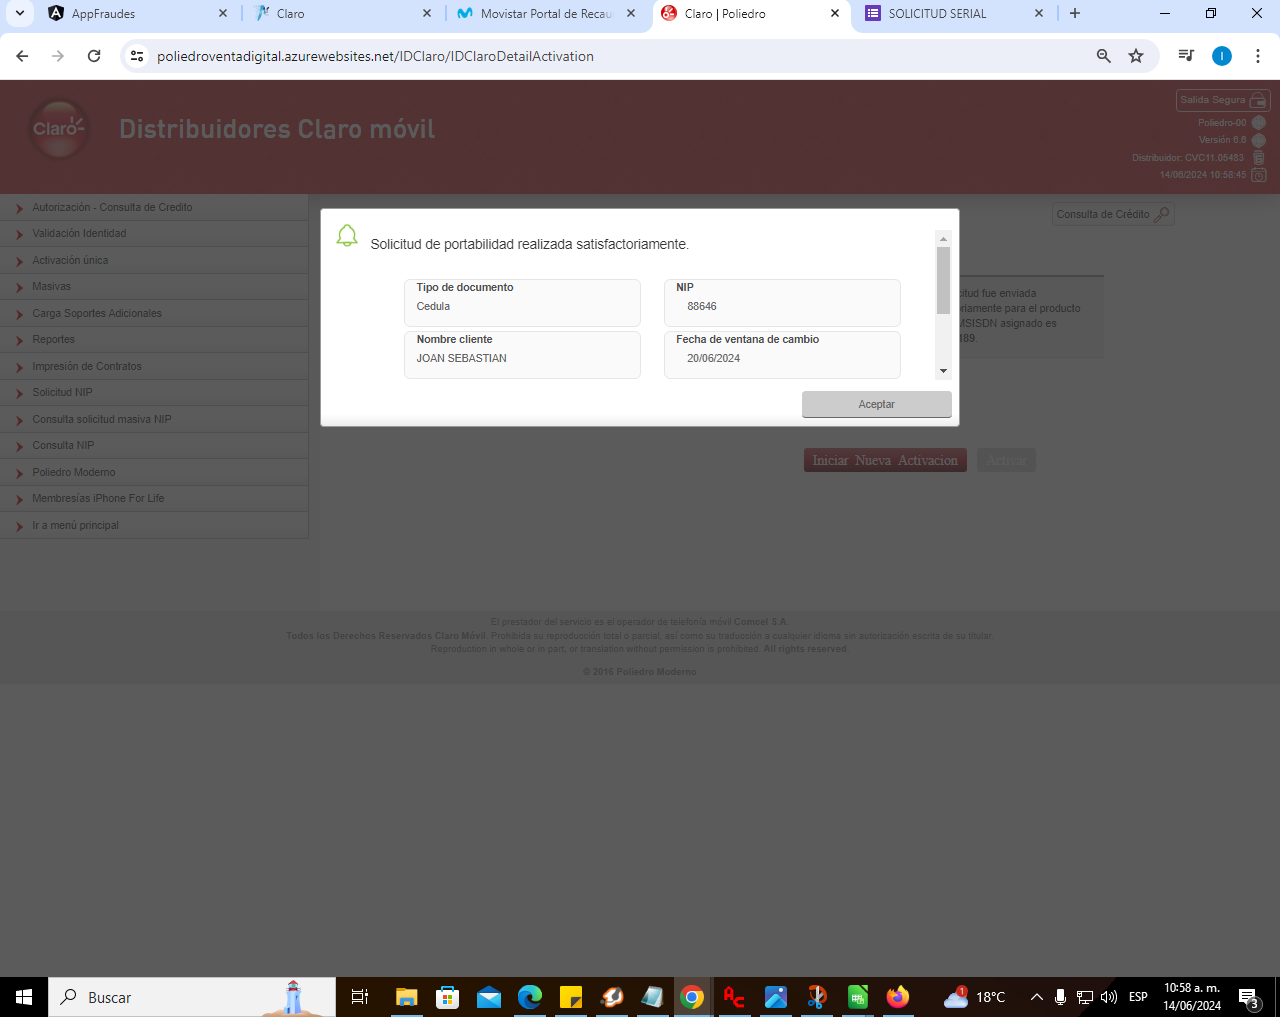 AppFraudes
Claro
Movistar Portal de Recau
Claro | Poliedro
SOLICITUD SERIAL
poliedroventadigital.azurewebsites.net/IDClaro/IDClaroDetailActivation
I
Claro
Distribuidores Claro móvil
Salida Segura
Poliedro-00
Versión 6.6
Distribuidor: CVC11.05483
14/06/2024 10:58:45
Autorización - Consulta de Credito
Validación Identidad
Activación única
Masivas
Carga Soportes Adicionales
Reportes
Impresión de Contratos
Solicitud NIP
Consulta solicitud masiva NIP
Consulta NIP
Poliedro Moderno
Membresías iPhone For Life
Ir a menú principal
Consulta de Crédito
Solicitud de portabilidad realizada satisfactoriamente.
Tipo de documento
Cedula
NIP
88646
Nombre cliente
JOAN SEBASTIAN
Fecha de ventana de cambio
20/06/2024
Aceptar
citud fue enviada
riamente para el producto
MSISDN asignado es
189.
Iniciar Nueva Activacion
Activar
El prestador del servicio es el operador de telefonía móvil Comcel S.A.
Todos los Derechos Reservados Claro Móvil. Prohibida su reproducción total o parcial, así como su traducción a cualquier idioma sin autorización escrita de su titular.
Reproduction in whole or in part, or translation without permission is prohibited. All rights reserved
© 2016 Poliedro Moderno
Buscar
1
18°C
ESP
10:58 a. m.
14/06/2024
3